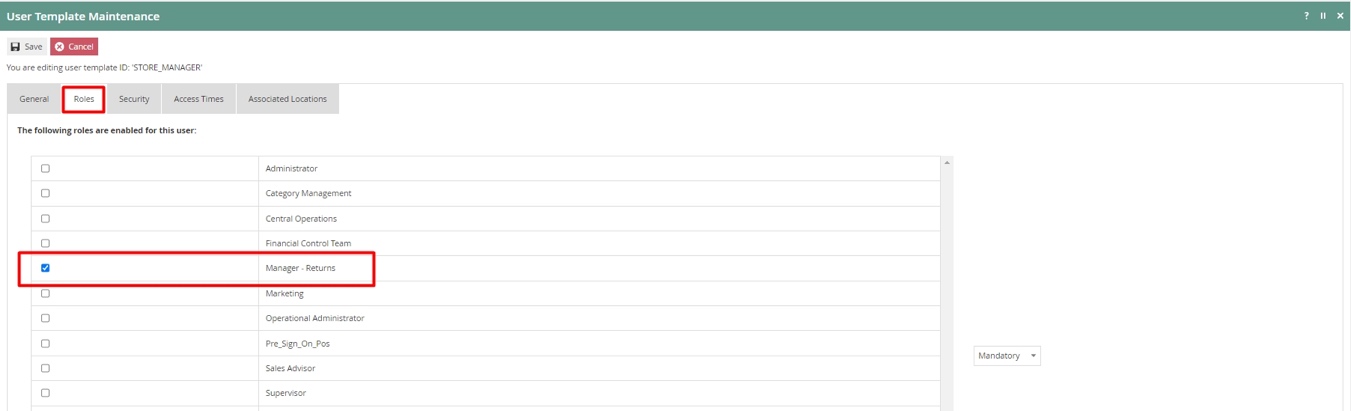 User Template Maintenance
?
Save Cancel
You are editing user template ID: 'STORE_MANAGER'
General Roles Security Access Times Associated Locations
The following roles are enabled for this user:
Administrator
Category Management
Central Operations
Financial Control Team
Manager - Returns
Marketing
Operational Administrator
Pre_Sign_On_Pos
Mandatory
Sales Advisor
Supervisor